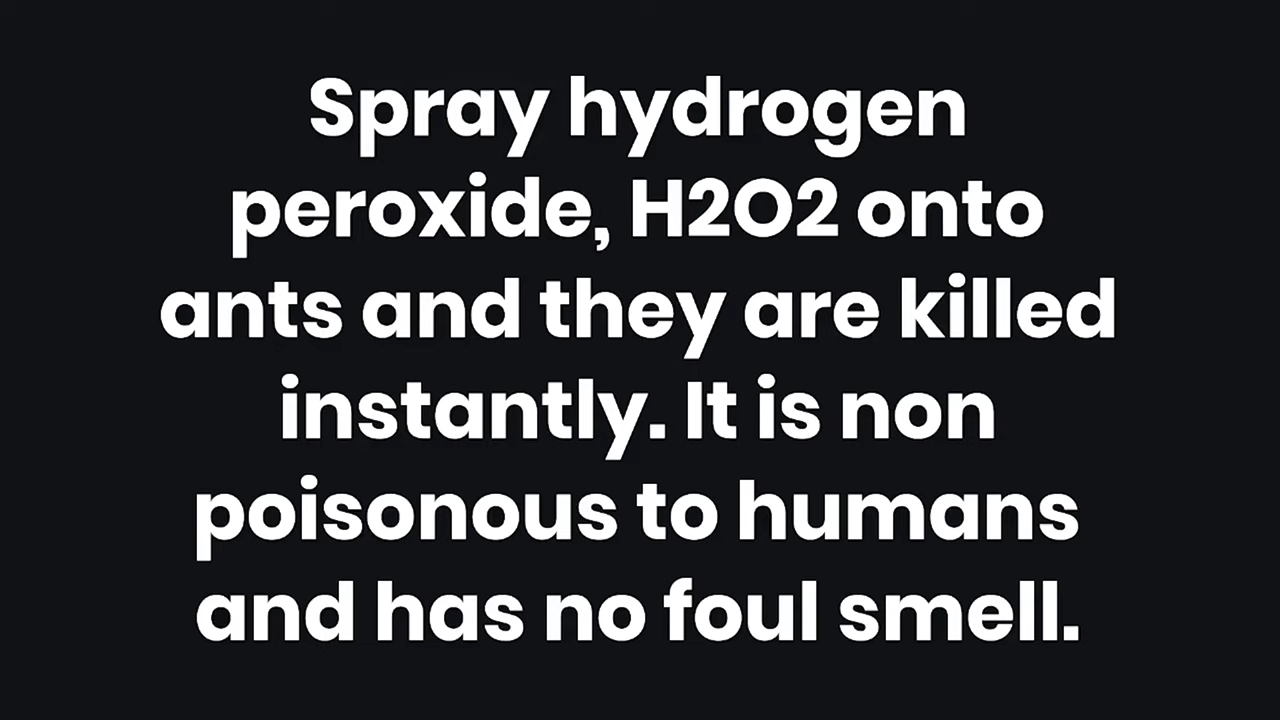 Spray hydrogen
peroxide, H2O2 onto
ants and they are killed
instantly. It is non
poisonous to humans
and has no foul smell.